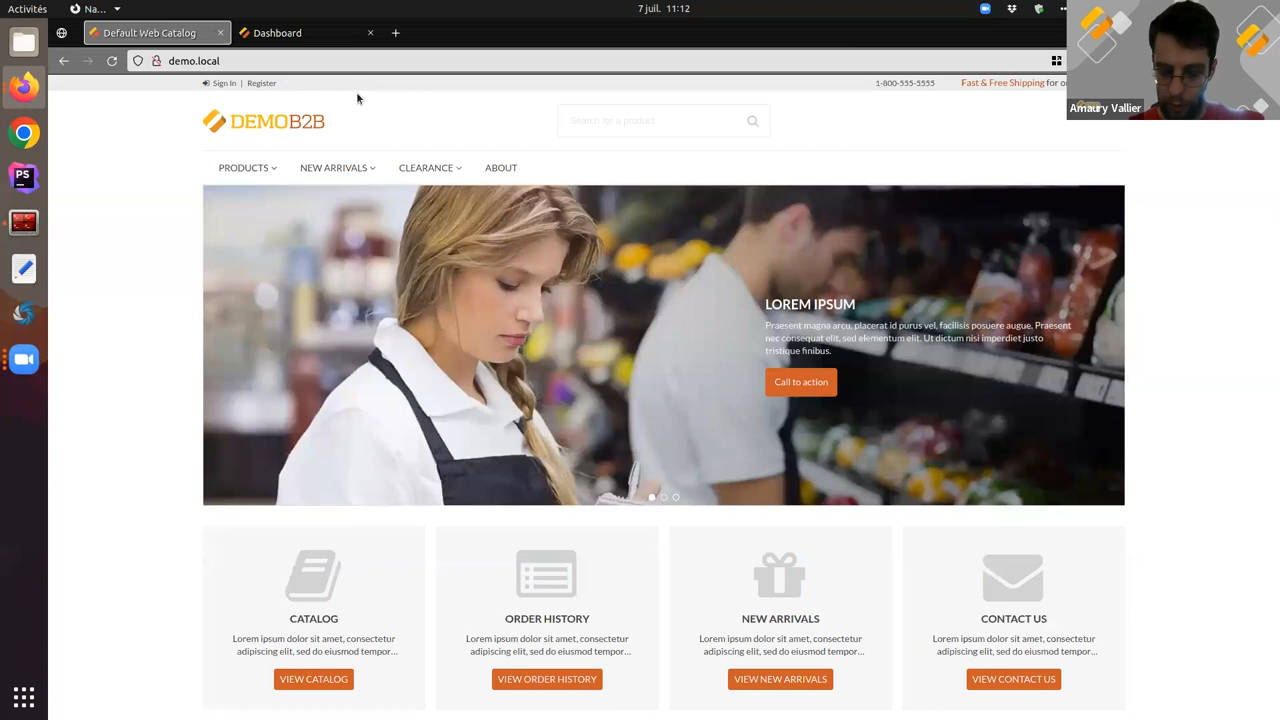 Activités
Na...
7 juil. 11:12
Default Web Catalog
Dashboard
demo.local
Sign In | Register
1-800-555-5555
Fast & Free Shipping for or
Amaury Vallier
DEMOB2B
Search for a product
PRODUCTS
NEW ARRIVALS
CLEARANCE
ABOUT
LOREM IPSUM
Praesent magna arcu, placerat id purus vel, facilisis posuere augue. Praesent
nec consequat elit, sed elementum elit. Ut dictum nisi imperdiet justo
tristique finibus.
Call to action
CATALOG
Lorem ipsum dolor sit amet, consectetur
adipiscing elit, sed do eiusmod tempor...
VIEW CATALOG
ORDER HISTORY
Lorem ipsum dolor sit amet, consectetur
adipiscing elit, sed do eiusmod tempor...
VIEW ORDER HISTORY
NEW ARRIVALS
Lorem ipsum dolor sit amet, consectetur
adipiscing elit, sed do eiusmod tempor...
VIEW NEW ARRIVALS
CONTACT US
Lorem ipsum dolor sit amet, consectetur
adipiscing elit, sed do eiusmod tempor...
VIEW CONTACT US
PS